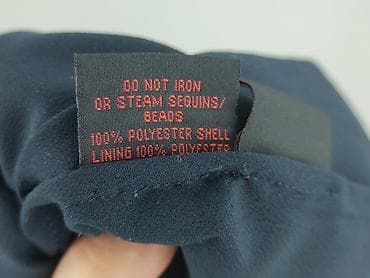 DO NOT IRON
OR STEAM SEQUINS/
BEADS
100% POLYESTER SHELL
LINING 100% POLYESTER